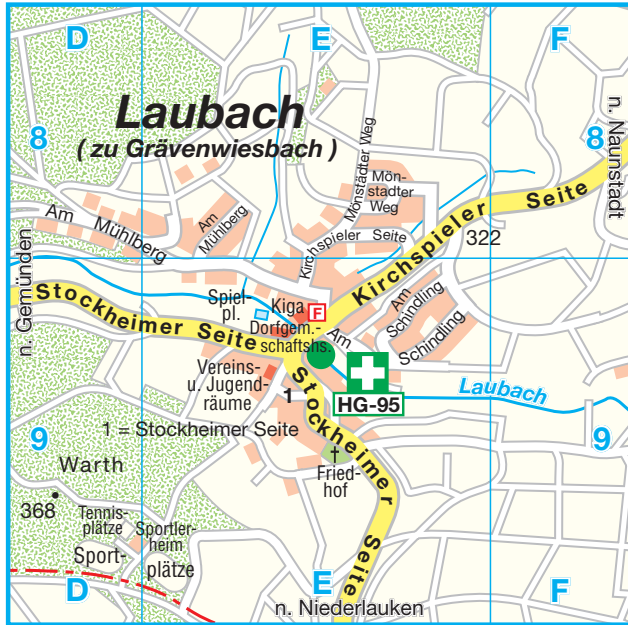 D E F
Laubach
( zu Grävenwiesbach )
8 8
n. Naunstadt
Mönstädter Weg
Mön-
stadter
Weg
Am Mühlberg
Am
Mühlberg
Kirchspieler Seite
Kirchspieler Seite
322
n. Gemünden
Stockheimer Seite
Spiel-
pl.
Kiga
F
Dorfgem.-
schaftshs.
Am
Am
Schindling
Schindling
Vereins-
u. Jugend-
räume
1
HG-95
Laubach
Stockheimer Seite
1 = Stockheimer Seite
9 9
Warth
368
Fried-
hof
Tennis-
plätze
Sportler-
heim
Sport-
plätze
D E F
n. Niederlauken